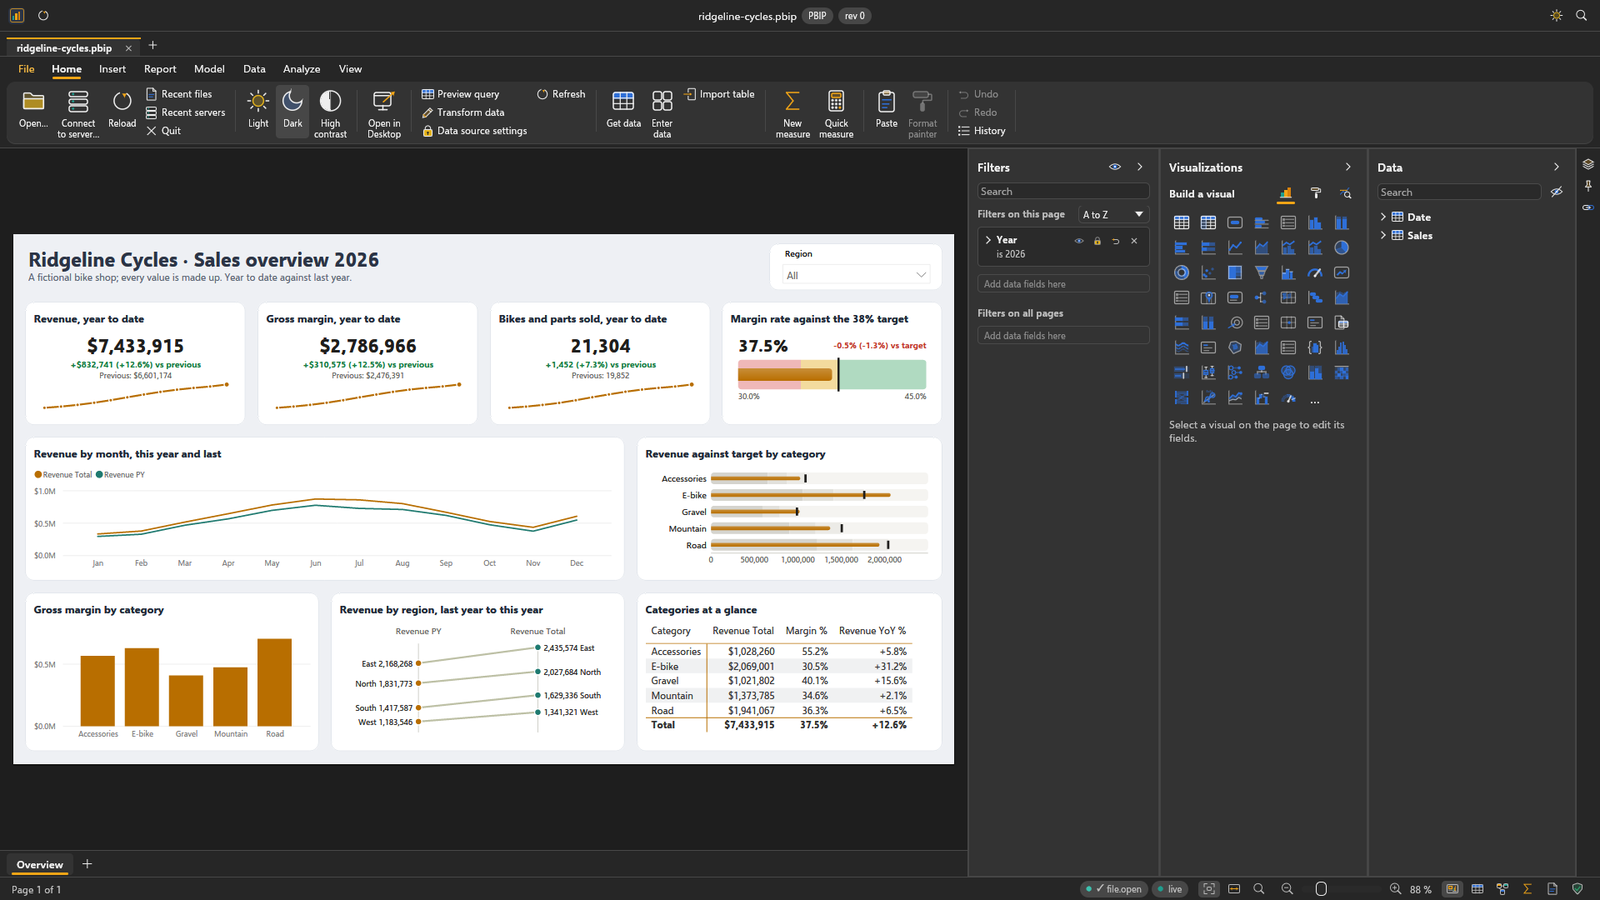 ridgeline-cycles.pbip PBIP rev 0
ridgeline-cycles.pbip
File Home Insert Report Model Data Analyze View
Open...
Connect to server...
Reload
Recent files
Recent servers
Quit
Light
Dark
High contrast
Open in Desktop
Preview query
Transform data
Data source settings
Refresh
Get data
Enter data
Import table
New measure
Quick measure
Paste
Format painter
Undo
Redo
History
Ridgeline Cycles · Sales overview 2026
A fictional bike shop; every value is made up. Year to date against last year.
Region
All
Revenue, year to date
$7,433,915
+$832,741 (+12.6%) vs previous
Previous: $6,601,174
Gross margin, year to date
$2,786,966
+$310,575 (+12.5%) vs previous
Previous: $2,476,391
Bikes and parts sold, year to date
21,304
+1,452 (+7.3%) vs previous
Previous: 19,852
Margin rate against the 38% target
37.5% -0.5% (-1.3%) vs target
30.0% 45.0%
Revenue by month, this year and last
Revenue Total Revenue PY
$1.0M
$0.5M
$0.0M
Jan Feb Mar Apr May Jun Jul Aug Sep Oct Nov Dec
Revenue against target by category
Accessories
E-bike
Gravel
Mountain
Road
0 500,000 1,000,000 1,500,000 2,000,000
Gross margin by category
$0.5M
$0.0M
Accessories E-bike Gravel Mountain Road
Revenue by region, last year to this year
Revenue PY Revenue Total
East 2,168,268 2,435,574 East
North 1,831,773 2,027,684 North
South 1,417,587 1,629,336 South
West 1,183,546 1,341,321 West
Categories at a glance
Category Revenue Total Margin % Revenue YoY %
Accessories $1,028,260 55.2% +5.8%
E-bike $2,069,001 30.5% +31.2%
Gravel $1,021,802 40.1% +15.6%
Mountain $1,373,785 34.6% +2.1%
Road $1,941,067 36.3% +6.5%
Total $7,433,915 37.5% +12.6%
Filters
Search
Filters on this page A to Z
Year
is 2026
Add data fields here
Filters on all pages
Add data fields here
Visualizations
Build a visual
...
Select a visual on the page to edit its
fields.
Data
Search
Date
Sales
Overview
Page 1 of 1
file.open live 88 %